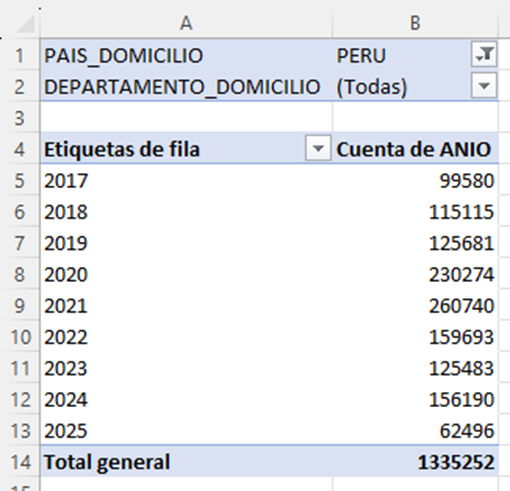 A B
1 PAIS_DOMICILIO PERU
2 DEPARTAMENTO_DOMICILIO (Todas)
3
4 Etiquetas de fila Cuenta de ANIO
5 2017 99580
6 2018 115115
7 2019 125681
8 2020 230274
9 2021 260740
10 2022 159693
11 2023 125483
12 2024 156190
13 2025 62496
14 Total general 1335252